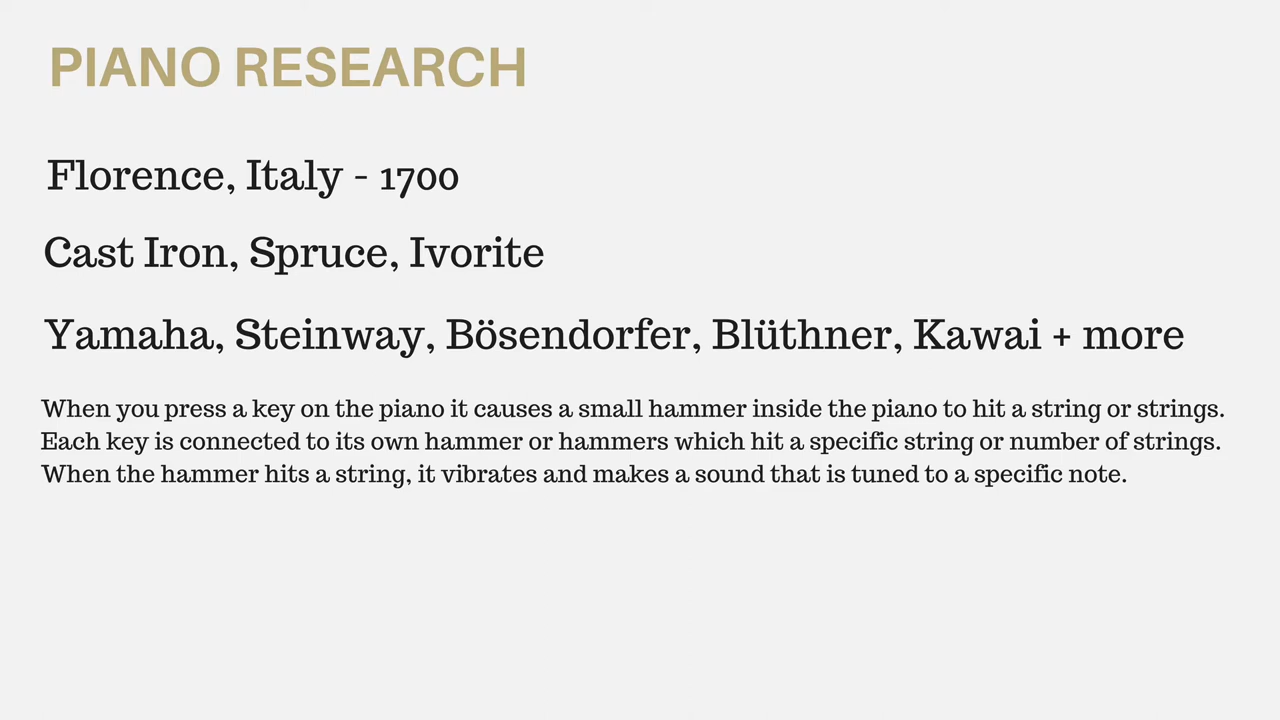 PIANO RESEARCH
Florence, Italy - 1700
Cast Iron, Spruce, Ivorite
Yamaha, Steinway, Bösendorfer, Blüthner, Kawai + more
When you press a key on the piano it causes a small hammer inside the piano to hit a string or strings.
Each key is connected to its own hammer or hammers which hit a specific string or number of strings.
When the hammer hits a string, it vibrates and makes a sound that is tuned to a specific note.